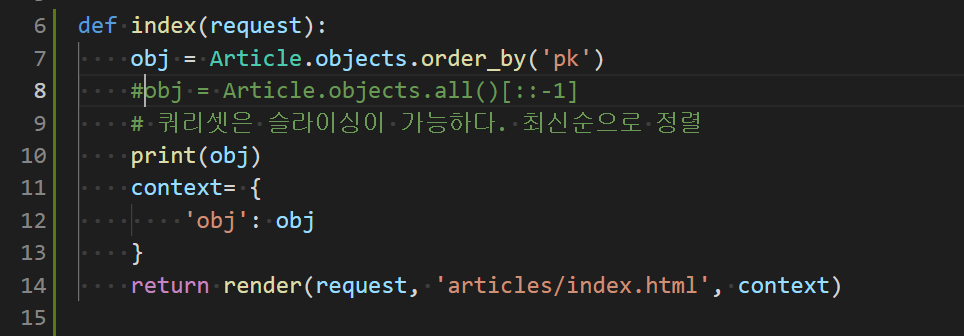 6 def index(request):
7 obj = Article.objects.order_by('pk')
8 #obj = Article.objects.all()[::-1]
9 # 쿼리셋은 슬라이싱이 가능하다. 최신순으로 정렬
10 print(obj)
11 context= {
12 'obj': obj
13 }
14 return render(request, 'articles/index.html', context)
15